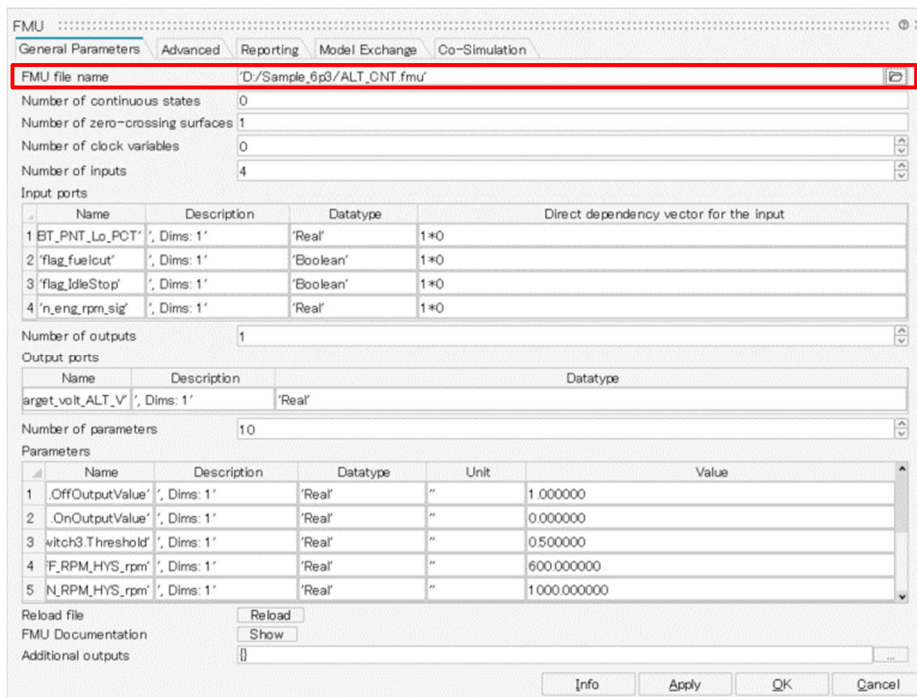 FMU
General Parameters Advanced Reporting Model Exchange Co-Simulation
FMU file name 'D:/Sample_6p3/ALT_CNT.fmu'
Number of continuous states 0
Number of zero-crossing surfaces 1
Number of clock variables 0
Number of inputs 4
Input ports
Name Description Datatype Direct dependency vector for the input
1 BT_PNT_Lo_PCT' ', Dims: 1' 'Real' 1*0
2 'flag_fuelcut' ', Dims: 1' 'Boolean' 1*0
3 'flag_IdleStop' ', Dims: 1' 'Boolean' 1*0
4 'n_eng_rpm_sig' ', Dims: 1' 'Real' 1*0
Number of outputs 1
Output ports
Name Description Datatype
arget_volt_ALT_V' ', Dims: 1' 'Real'
Number of parameters 10
Parameters
Name Description Datatype Unit Value
1 .OffOutputValue' ', Dims: 1' 'Real' '' 1.000000
2 .OnOutputValue' ', Dims: 1' 'Real' '' 0.000000
3 witch3.Threshold' ', Dims: 1' 'Real' '' 0.500000
4 'F_RPM_HYS_rpm' ', Dims: 1' 'Real' '' 600.000000
5 N_RPM_HYS_rpm' ', Dims: 1' 'Real' '' 1000.000000
Reload file Reload
FMU Documentation Show
Additional outputs {} ...
Info Apply OK Cancel